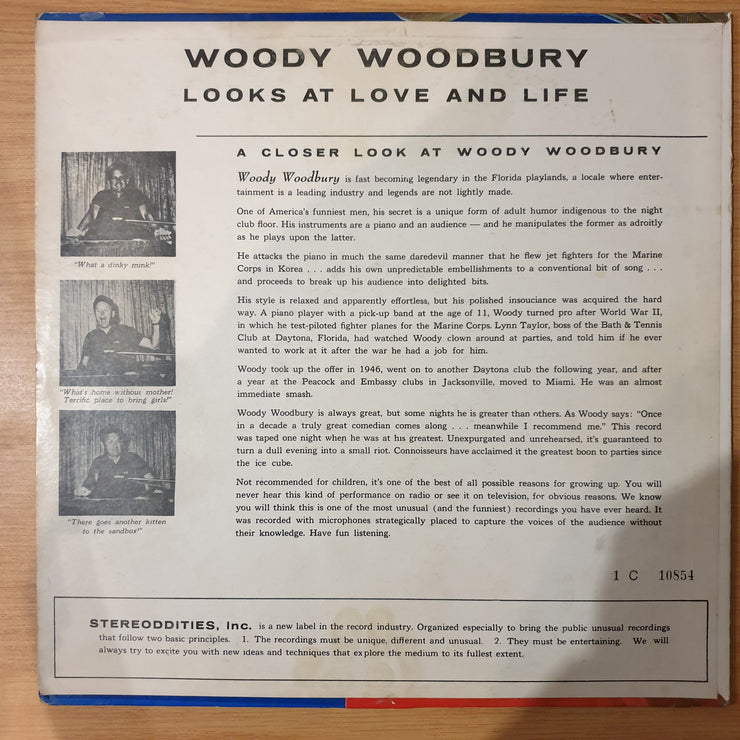 WOODY WOODBURY
LOOKS AT LOVE AND LIFE
A CLOSER LOOK AT WOODY WOODBURY
Woody Woodbury is fast becoming legendary in the Florida playlands, a locale where enter-
tainment is a leading industry and legends are not lightly made.
One of America's funniest men, his secret is a unique form of adult humor indigenous to the night
club floor. His instruments are a piano and an audience — and he manipulates the former as adroitly
as he plays upon the latter.
He attacks the piano in much the same daredevil manner that he flew jet fighters for the Marine
Corps in Korea . . . adds his own unpredictable embellishments to a conventional bit of song . . .
and proceeds to break up his audience into delighted bits.
His style is relaxed and apparently effortless, but his polished insouciance was acquired the hard
way. A piano player with a pick-up band at the age of 11, Woody turned pro after World War II,
in which he test-piloted fighter planes for the Marine Corps. Lynn Taylor, boss of the Bath & Tennis
Club at Daytona, Florida, had watched Woody clown around at parties, and told him if he ever
wanted to work at it after the war he had a job for him.
Woody took up the offer in 1946, went on to another Daytona club the following year, and after
a year at the Peacock and Embassy clubs in Jacksonville, moved to Miami. He was an almost
immediate smash.
Woody Woodbury is always great, but some nights he is greater than others. As Woody says: "Once
in a decade a truly great comedian comes along . . . meanwhile I recommend me." This record
was taped one night when he was at his greatest. Unexpurgated and unrehearsed, it's guaranteed to
turn a dull evening into a small riot. Connoisseurs have acclaimed it the greatest boon to parties since
the ice cube.
Not recommended for children, it's one of the best of all possible reasons for growing up. You will
never hear this kind of performance on radio or see it on television, for obvious reasons. We know
you will think this is one of the most unusual (and the funniest) recordings you have ever heard. It
was recorded with microphones strategically placed to capture the voices of the audience without
their knowledge. Have fun listening.
"What a dinky mink!"
"What's home without mother!
Terrific place to bring girls!"
"There goes another kitten
to the sandbox!"
1 C 10854
STEREODDITIES, Inc. is a new label in the record industry. Organized especially to bring the public unusual recordings
that follow two basic principles. 1. The recordings must be unique, different and unusual. 2. They must be entertaining. We will
always try to excite you with new ideas and techniques that explore the medium to its fullest extent.